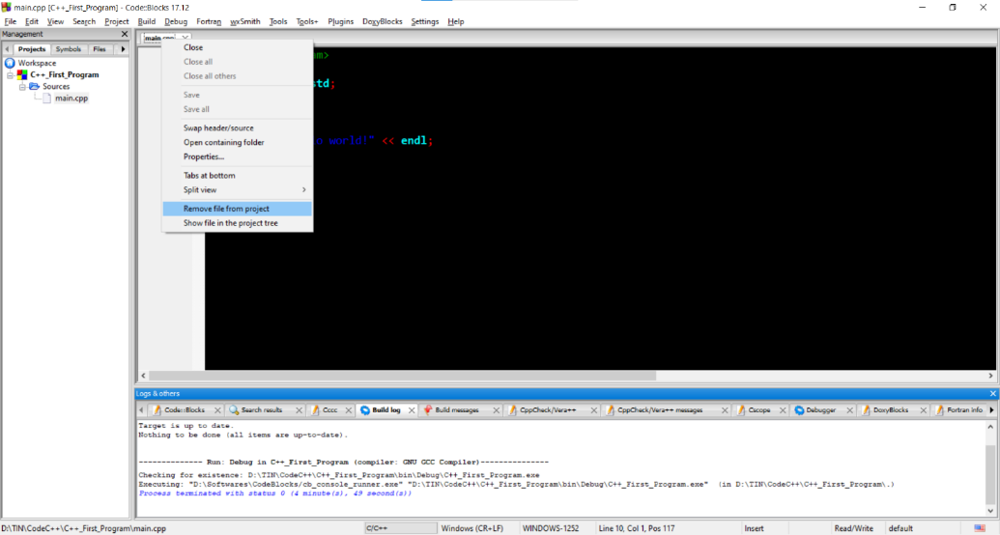 main.cpp [C++_First_Program] - Code::Blocks 17.12
File Edit View Search Project Build Debug Fortran wxSmith Tools Tools+ Plugins DoxyBlocks Settings Help
Management
Projects Symbols Files
Workspace
C++_First_Program
Sources
main.cpp
main.cpp
Close
Close all
Close all others
Save
Save all
Swap header/source
Open containing folder
Properties...
Tabs at bottom
Split view
Remove file from project
Show file in the project tree
m>
std;
o world!" << endl;
Logs & others
Code::Blocks Search results Cccc Build log Build messages CppCheck/Vera++ CppCheck/Vera++ messages Cscope Debugger DoxyBlocks Fortran info
Target is up to date.
Nothing to be done (all items are up-to-date).
-------------- Run: Debug in C++_First_Program (compiler: GNU GCC Compiler)---------------
Checking for existence: D:\TIN\CodeC++\C++_First_Program\bin\Debug\C++_First_Program.exe
Executing: "D:\Softwares\CodeBlocks/cb_console_runner.exe" "D:\TIN\CodeC++\C++_First_Program\bin\Debug\C++_First_Program.exe"  (in D:\TIN\CodeC++\C++_First_Program\.)
Process terminated with status 0 (4 minute(s), 49 second(s))
D:\TIN\CodeC++\C++_First_Program\main.cpp C/C++ Windows (CR+LF) WINDOWS-1252 Line 10, Col 1, Pos 117 Insert Read/Write default